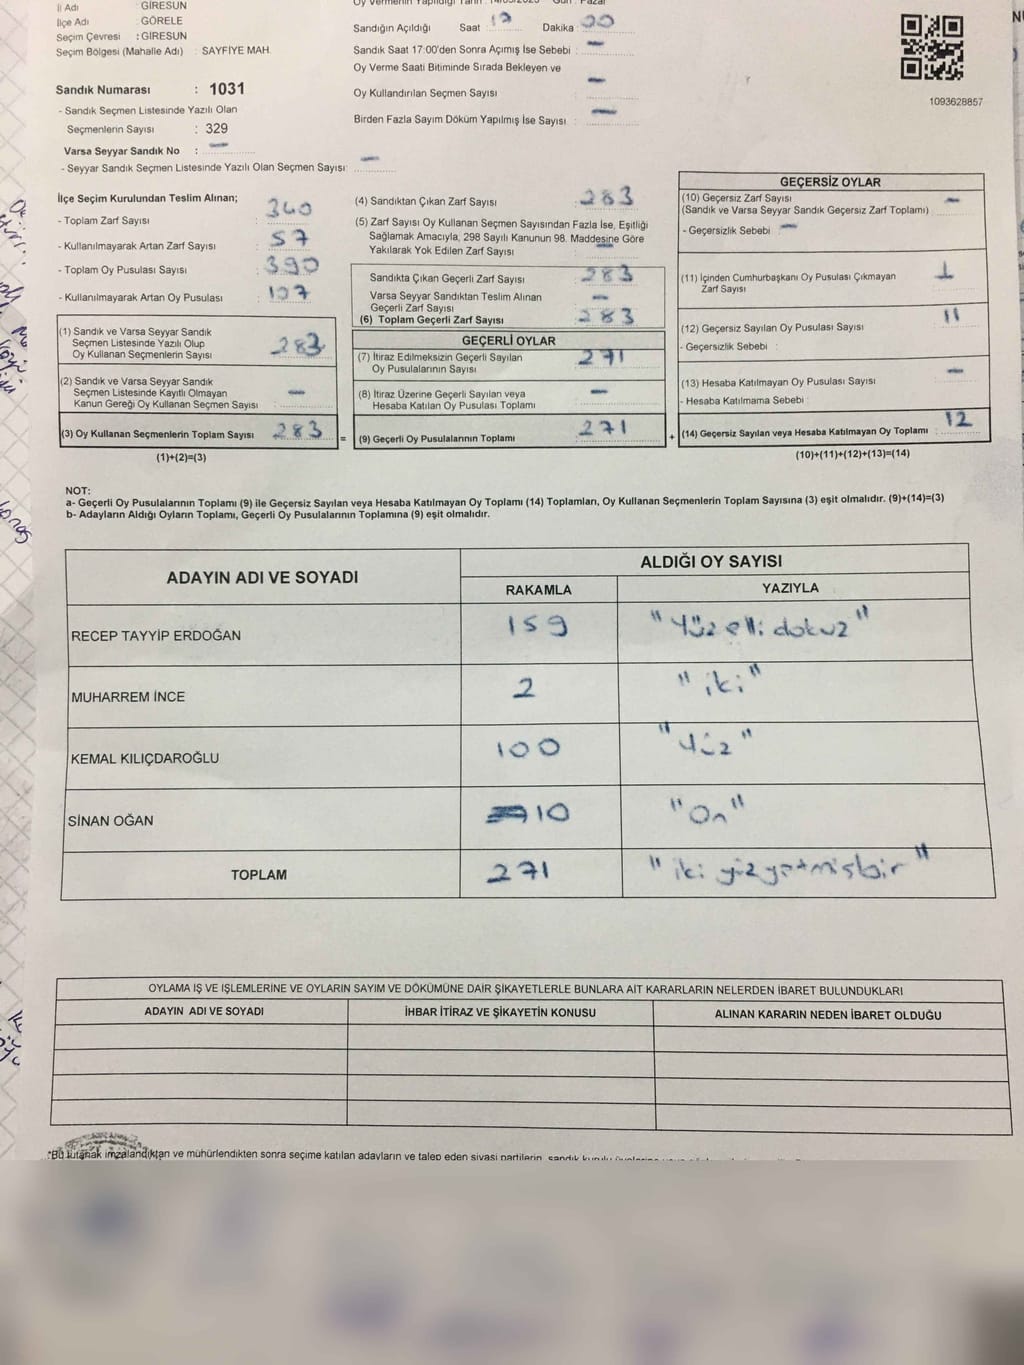 İl Adı : GİRESUN
İlçe Adı : GÖRELE
Seçim Çevresi : GİRESUN
Seçim Bölgesi (Mahalle Adı) : SAYFİYE MAH.
Sandık Numarası : 1031
- Sandık Seçmen Listesinde Yazılı Olan
Seçmenlerin Sayısı : 329
Varsa Seyyar Sandık No : —
- Seyyar Sandık Seçmen Listesinde Yazılı Olan Seçmen Sayısı: —
Oy Vermenin Yapıldığı Tarih : 14/05/2023 Gün : Pazar
Sandığın Açıldığı Saat Dakika
Sandık Saat 17:00'den Sonra Açımış İse Sebebi : —
Oy Verme Saati Bitiminde Sırada Bekleyen ve
Oy Kullandırılan Seçmen Sayısı —
Birden Fazla Sayım Döküm Yapılmış İse Sayısı : —
1093628857
İlçe Seçim Kurulundan Teslim Alınan;
- Toplam Zarf Sayısı : 340
- Kullanılmayarak Artan Zarf Sayısı : 57
- Toplam Oy Pusulası Sayısı : 390
- Kullanılmayarak Artan Oy Pusulası : 107
(1) Sandık ve Varsa Seyyar Sandık
Seçmen Listesinde Yazılı Olup
Oy Kullanan Seçmenlerin Sayısı : 283
(2) Sandık ve Varsa Seyyar Sandık
Seçmen Listesinde Kayıtlı Olmayan
Kanun Gereği Oy Kullanan Seçmen Sayısı : —
(3) Oy Kullanan Seçmenlerin Toplam Sayısı : 283
(1)+(2)=(3)
(4) Sandıktan Çıkan Zarf Sayısı : 283
(5) Zarf Sayısı Oy Kullanan Seçmen Sayısından Fazla İse, Eşitliği
Sağlamak Amacıyla, 298 Sayılı Kanunun 98. Maddesine Göre
Yakılarak Yok Edilen Zarf Sayısı : —
Sandıkta Çıkan Geçerli Zarf Sayısı : 283
Varsa Seyyar Sandıktan Teslim Alınan
Geçerli Zarf Sayısı : —
(6) Toplam Geçerli Zarf Sayısı : 283
GEÇERLİ OYLAR
(7) İtiraz Edilmeksizin Geçerli Sayılan
Oy Pusulalarının Sayısı : 271
(8) İtiraz Üzerine Geçerli Sayılan veya
Hesaba Katılan Oy Pusulası Toplamı : —
= (9) Geçerli Oy Pusulalarının Toplamı : 271
GEÇERSİZ OYLAR
(10) Geçersiz Zarf Sayısı
(Sandık ve Varsa Seyyar Sandık Geçersiz Zarf Toplamı) : —
- Geçersizlik Sebebi : —
(11) İçinden Cumhurbaşkanı Oy Pusulası Çıkmayan
Zarf Sayısı : 1
(12) Geçersiz Sayılan Oy Pusulası Sayısı : 11
- Geçersizlik Sebebi :
(13) Hesaba Katılmayan Oy Pusulası Sayısı : —
- Hesaba Katılmama Sebebi :
+ (14) Geçersiz Sayılan veya Hesaba Katılmayan Oy Toplamı : 12
(10)+(11)+(12)+(13)=(14)
NOT:
a- Geçerli Oy Pusulalarının Toplamı (9) ile Geçersiz Sayılan veya Hesaba Katılmayan Oy Toplamı (14) Toplamları, Oy Kullanan Seçmenlerin Toplam Sayısına (3) eşit olmalıdır. (9)+(14)=(3)
b- Adayların Aldığı Oyların Toplamı, Geçerli Oy Pusulalarının Toplamına (9) eşit olmalıdır.
ADAYIN ADI VE SOYADI ALDIĞI OY SAYISI
RAKAMLA YAZIYLA
RECEP TAYYİP ERDOĞAN 159 "Yüz elli dokuz"
MUHARREM İNCE 2 "iki"
KEMAL KILIÇDAROĞLU 100 "Yüz"
SİNAN OĞAN 10 "On"
TOPLAM 271 "iki yüz yetmişbir"
OYLAMA İŞ VE İŞLEMLERİNE VE OYLARIN SAYIM VE DÖKÜMÜNE DAİR ŞİKAYETLERLE BUNLARA AİT KARARLARIN NELERDEN İBARET BULUNDUKLARI
ADAYIN ADI VE SOYADI İHBAR İTİRAZ VE ŞİKAYETİN KONUSU ALINAN KARARIN NEDEN İBARET OLDUĞU
*Bu tutanak imzalandıktan ve mühürlendikten sonra seçime katılan adayların ve talep eden siyasi partilerin, sandık kurulu